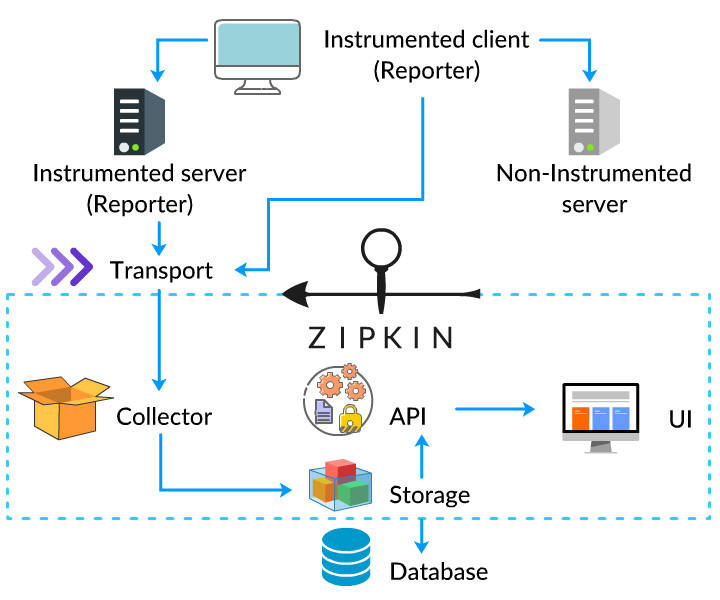 Instrumented client
(Reporter)
Instrumented server
(Reporter)
Non-Instrumented
server
Transport
ZIPKIN
Collector
API
UI
Storage
Database